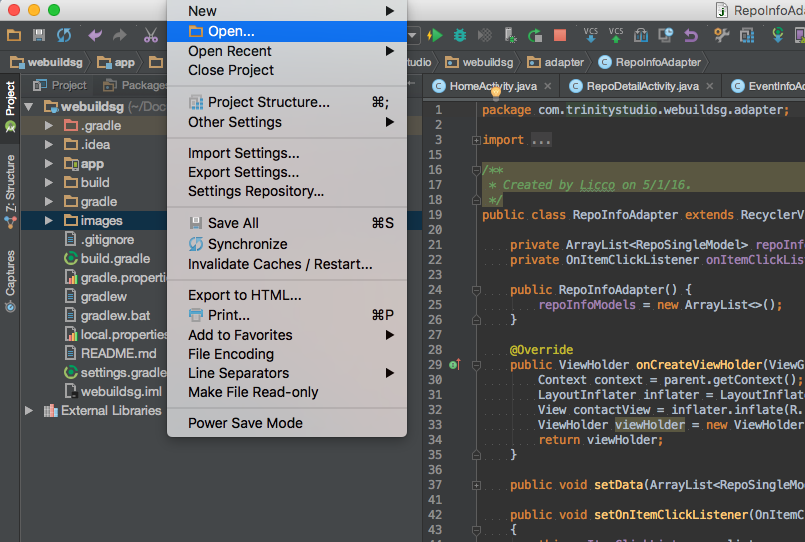 RepoInfoAdap
New
Open...
Open Recent
Close Project
Project Structure... ⌘;
Other Settings
Import Settings...
Export Settings...
Settings Repository...
Save All ⌘S
Synchronize
Invalidate Caches / Restart...
Export to HTML...
Print... ⌘P
Add to Favorites
File Encoding
Line Separators
Make File Read-only
Power Save Mode
VCS VCS
webuildsg app tudio webuildsg adapter RepoInfoAdapter
Project Packages
HomeActivity.java RepoDetailActivity.java EventInfoAd
Project
7: Structure
Captures
webuildsg (~/Doc
.gradle
.idea
app
build
gradle
images
.gitignore
build.gradle
gradle.properties
gradlew
gradlew.bat
local.properties
README.md
settings.gradle
webuildsg.iml
External Libraries
1 package com.trinitystudio.webuildsg.adapter;
2
3 import ...
15
16 /**
17 * Created by Licco on 5/1/16.
18 */
19 public class RepoInfoAdapter extends RecyclerV
20
21 private ArrayList<RepoSingleModel> repoInf
22 private OnItemClickListener onItemClickLis
23
24 public RepoInfoAdapter() {
25 repoInfoModels = new ArrayList<>();
26 }
27
28 @Override
29 public ViewHolder onCreateViewHolder(ViewG
30 Context context = parent.getContext();
31 LayoutInflater inflater = LayoutInflat
32 View contactView = inflater.inflate(R.
33 ViewHolder viewHolder = new ViewHolder
34 return viewHolder;
35 }
36
37 public void setData(ArrayList<RepoSingleMo
41
42 public void setOnItemClickListener(OnItemC
43 {